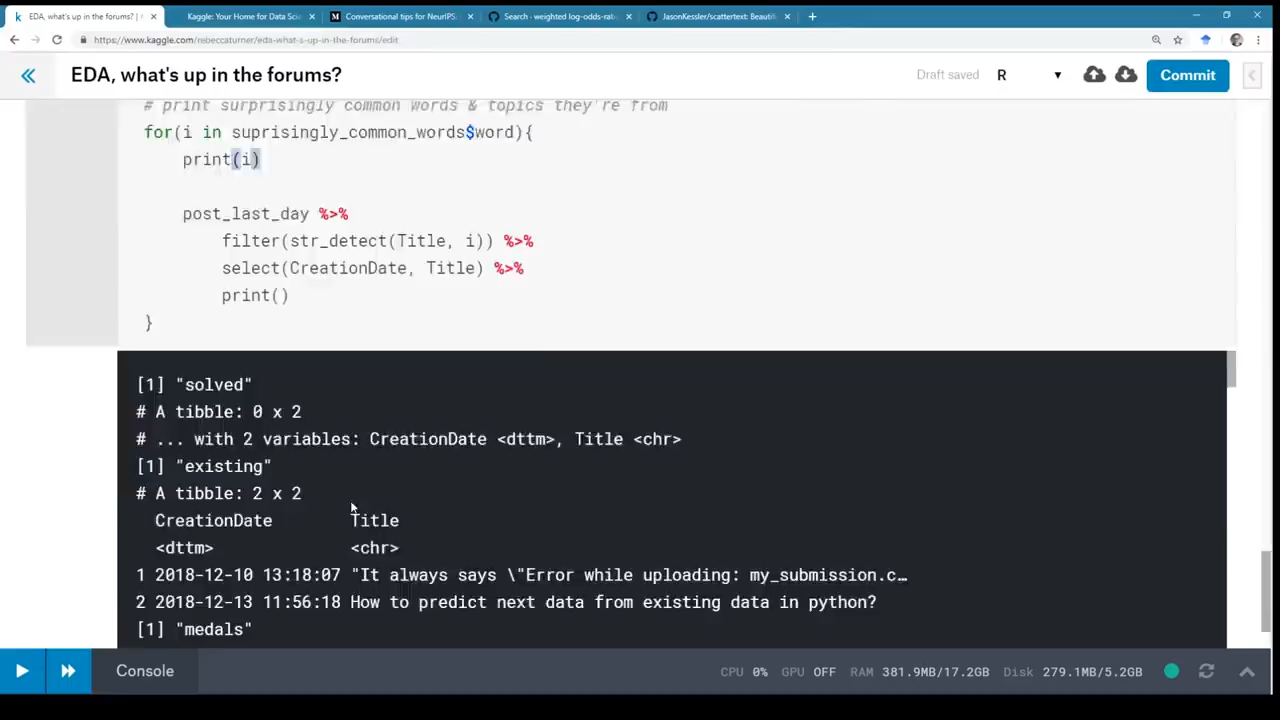 EDA, what's up in the forums? |
Kaggle: Your Home for Data Scie
Conversational tips for NeurIPS:
Search · weighted log-odds-rati
JasonKessler/scattertext: Beautif
https://www.kaggle.com/rebeccaturner/eda-what-s-up-in-the-forums/edit
EDA, what's up in the forums?
Draft saved
R
Commit
# print surprisingly common words & topics they're from
for(i in suprisingly_common_words$word){
print(i)
post_last_day %>%
filter(str_detect(Title, i)) %>%
select(CreationDate, Title) %>%
print()
}
[1] "solved"
# A tibble: 0 x 2
# ... with 2 variables: CreationDate <dttm>, Title <chr>
[1] "existing"
# A tibble: 2 x 2
CreationDate Title
<dttm> <chr>
1 2018-12-10 13:18:07 "It always says \"Error while uploading: my_submission.c…
2 2018-12-13 11:56:18 How to predict next data from existing data in python?
[1] "medals"
Console
CPU 0% GPU OFF RAM 381.9MB/17.2GB Disk 279.1MB/5.2GB